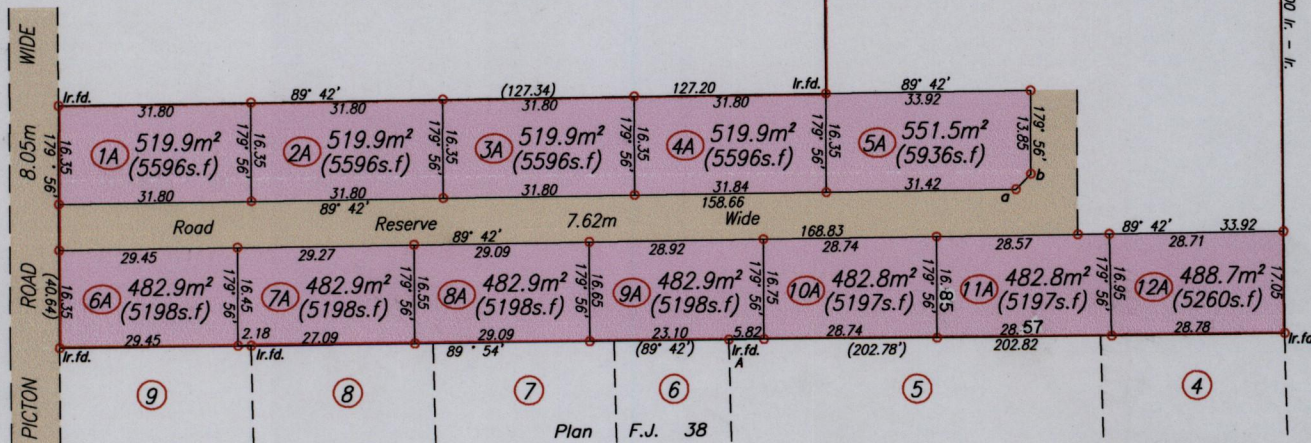 00 Ir. - Ir.
WIDE
8.05m
ROAD
(40.64)
PICTON
179° 56'
16.35
16.35
Ir.fd.
89° 42'
(127.34)
127.20
Ir.fd.
89° 42'
31.80
31.80
31.80
31.80
33.92
1A 519.9m² (5596s.f)
16.35
179° 56'
2A 519.9m² (5596s.f)
16.35
179° 56'
3A 519.9m² (5596s.f)
16.35
179° 56'
4A 519.9m² (5596s.f)
16.35
179° 56'
5A 551.5m² (5936s.f)
179° 56'
13.85
b
a
31.80
31.80
31.80
31.84
31.42
89° 42'
158.66
Road Reserve 7.62m Wide
89° 42'
168.83
89° 42'
33.92
29.45
29.27
29.09
28.92
28.74
28.57
28.71
6A 482.9m² (5198s.f)
16.45
179° 56'
7A 482.9m² (5198s.f)
16.55
179° 56'
8A 482.9m² (5198s.f)
16.65
179° 56'
9A 482.9m² (5198s.f)
16.75
179° 56'
10A 482.8m² (5197s.f)
16.85
179° 56'
11A 482.8m² (5197s.f)
16.95
179° 56'
12A 488.7m² (5260s.f)
17.05
29.45
2.18
27.09
29.09
23.10
5.82
28.74
28.57
28.78
Ir.fd.
Ir.fd.
89° 54'
(89° 42')
Ir.fd.
A
(202.78')
202.82
Ir.fd
9
8
7
6
5
4
Plan F.J. 38